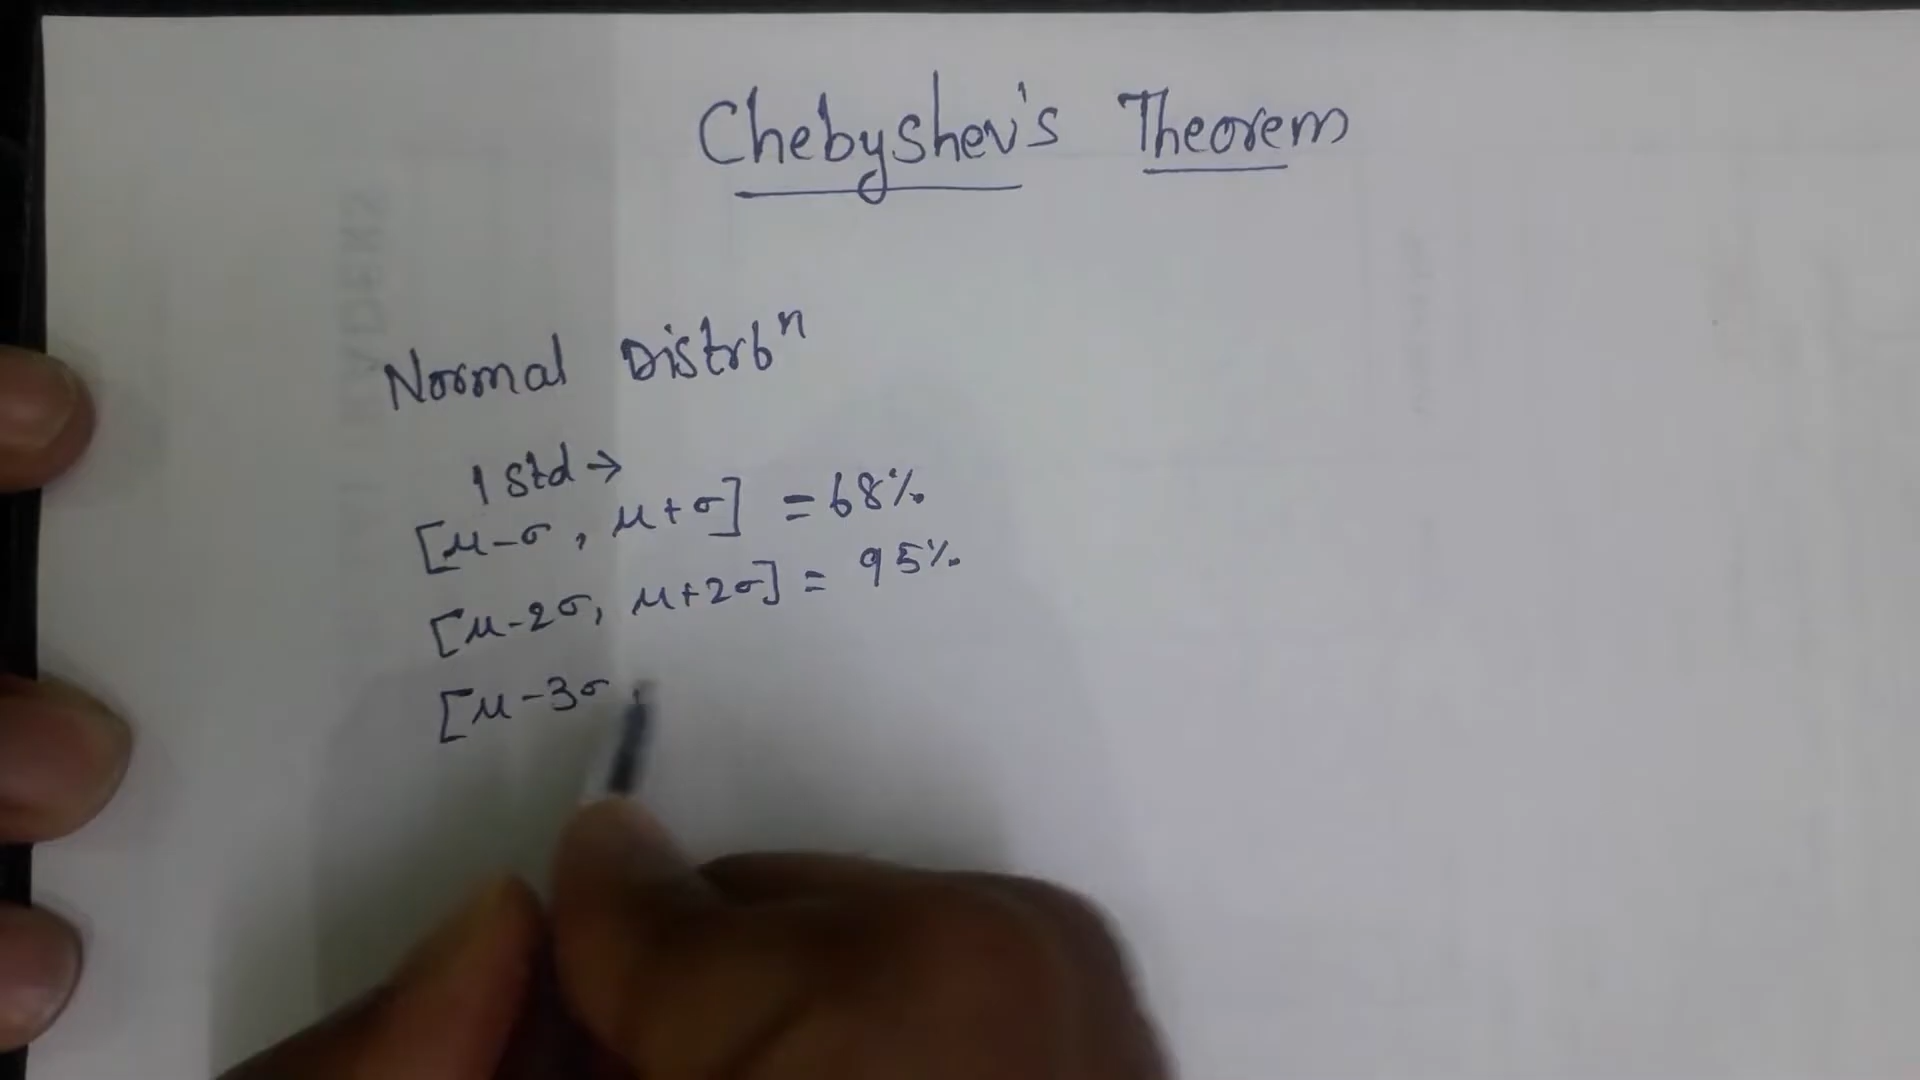 Chebyshev's Theorem
Normal Distrbⁿ
1 Std →
[μ-σ, μ+σ] = 68%
[μ-2σ, μ+2σ] = 95%
[μ-3σ,